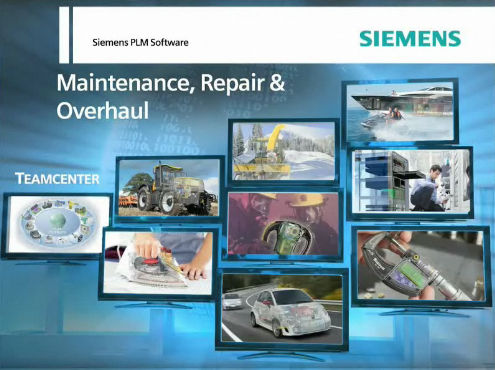 Siemens PLM Software
SIEMENS
Maintenance, Repair &
Overhaul
TEAMCENTER